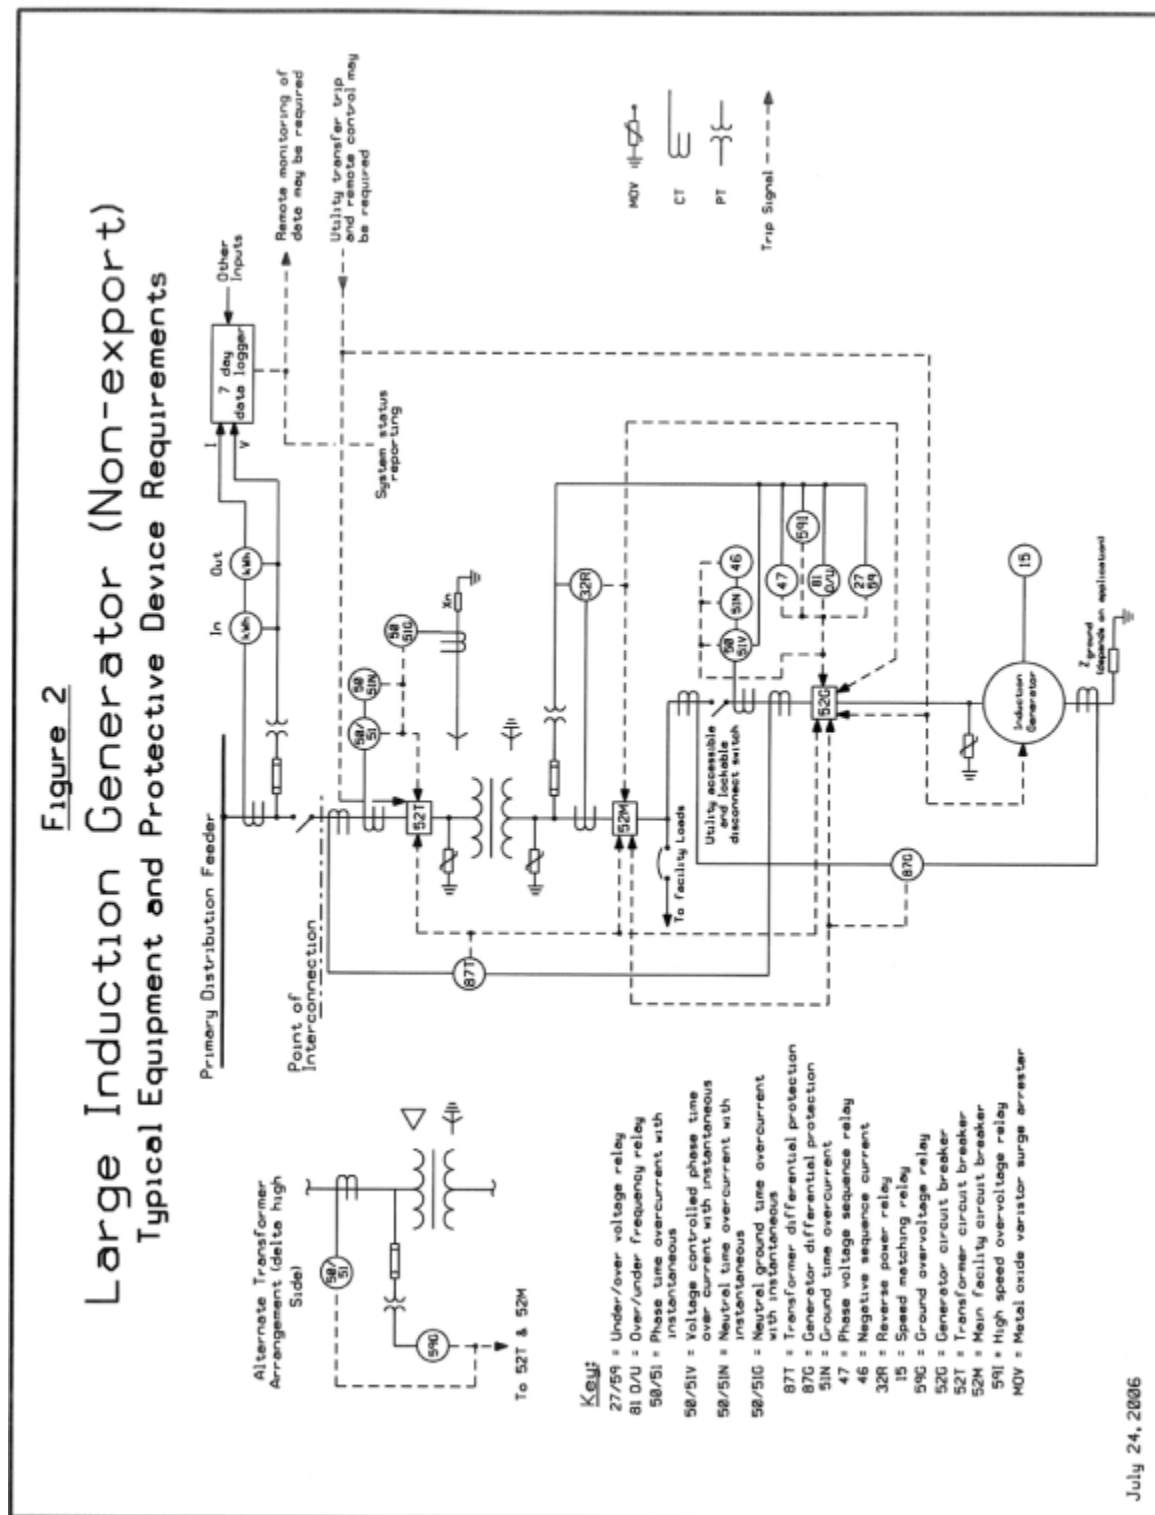 Figure 2
Large Induction Generator (Non-export)
Typical Equipment and Protective Device Requirements
Primary Distribution Feeder
In
Out
kWh
kWh
I
V
7 day
data logger
Other
Inputs
Remote monitoring of
data may be required
Utility transfer trip
and remote control may
be required
System status
reporting
Point of
Interconnection
50/
51
50
51N
50
51G
Xn
52T
87T
32R
52M
To facility Loads
Utility accessible
and lockable
disconnect switch
50
51V
51N
46
47
59I
81
O/U
27
59
52G
87G
Induction
Generator
15
Z
ground
(depends on application)
MOV
CT
PT
Trip Signal
Alternate Transformer
Arrangement (delta high
Side)
50/
51
59G
To 52T & 52M
Key:
27/59 = Under/over voltage relay
81 O/U = Over/under frequency relay
50/51 = Phase time overcurrent with
instantaneous
50/51V = Voltage controlled phase time
over current with instantaneous
50/51N = Neutral time overcurrent with
instantaneous
50/51G = Neutral ground time overcurrent
with instantaneous
87T = Transformer differential protection
87G = Generator differential protection
51N = Ground time overcurrent
47 = Phase voltage sequence relay
46 = Negative sequence current
32R = Reverse power relay
15 = Speed matching relay
59G = Ground overvoltage relay
52G = Generator circuit breaker
52T = Transformer circuit breaker
52M = Main facility circuit breaker
59I = High speed overvoltage relay
MOV = Metal oxide varistor surge arrester
July 24, 2006